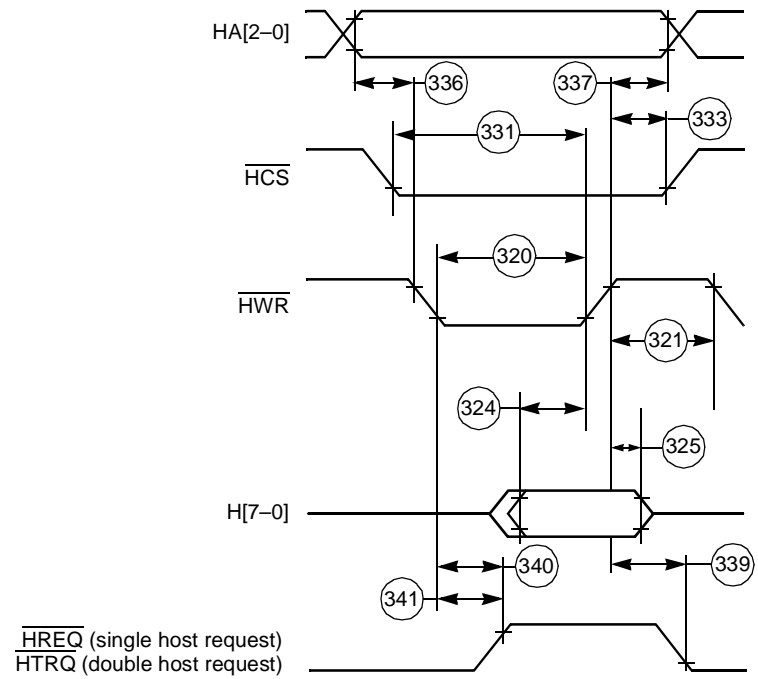 HA[2–0]
336
337
333
331
HCS
320
HWR
321
324
325
H[7–0]
340
339
341
HREQ (single host request)
HTRQ (double host request)